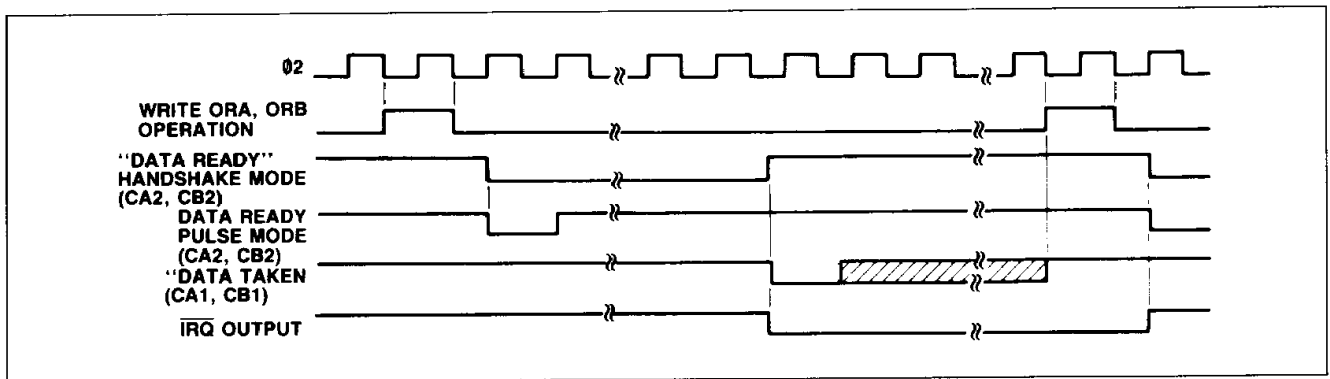 Ø2
WRITE ORA, ORB
OPERATION
"DATA READY"
HANDSHAKE MODE
(CA2, CB2)
DATA READY
PULSE MODE
(CA2, CB2)
"DATA TAKEN
(CA1, CB1)
IRQ OUTPUT